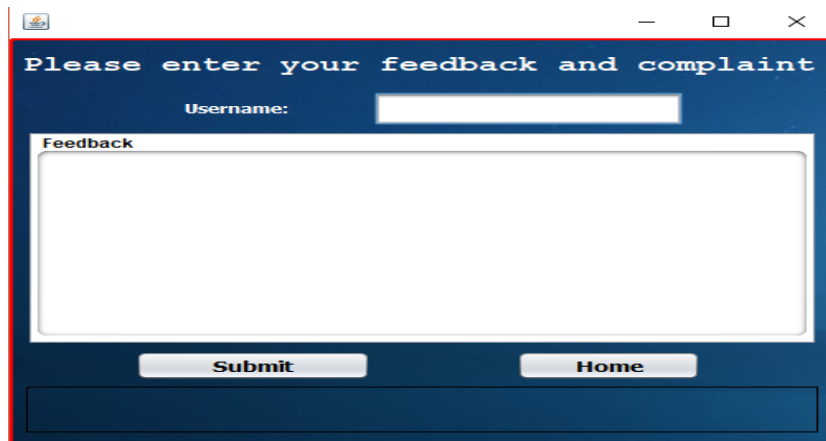 Please enter your feedback and complaint
Username:
Feedback
Submit Home